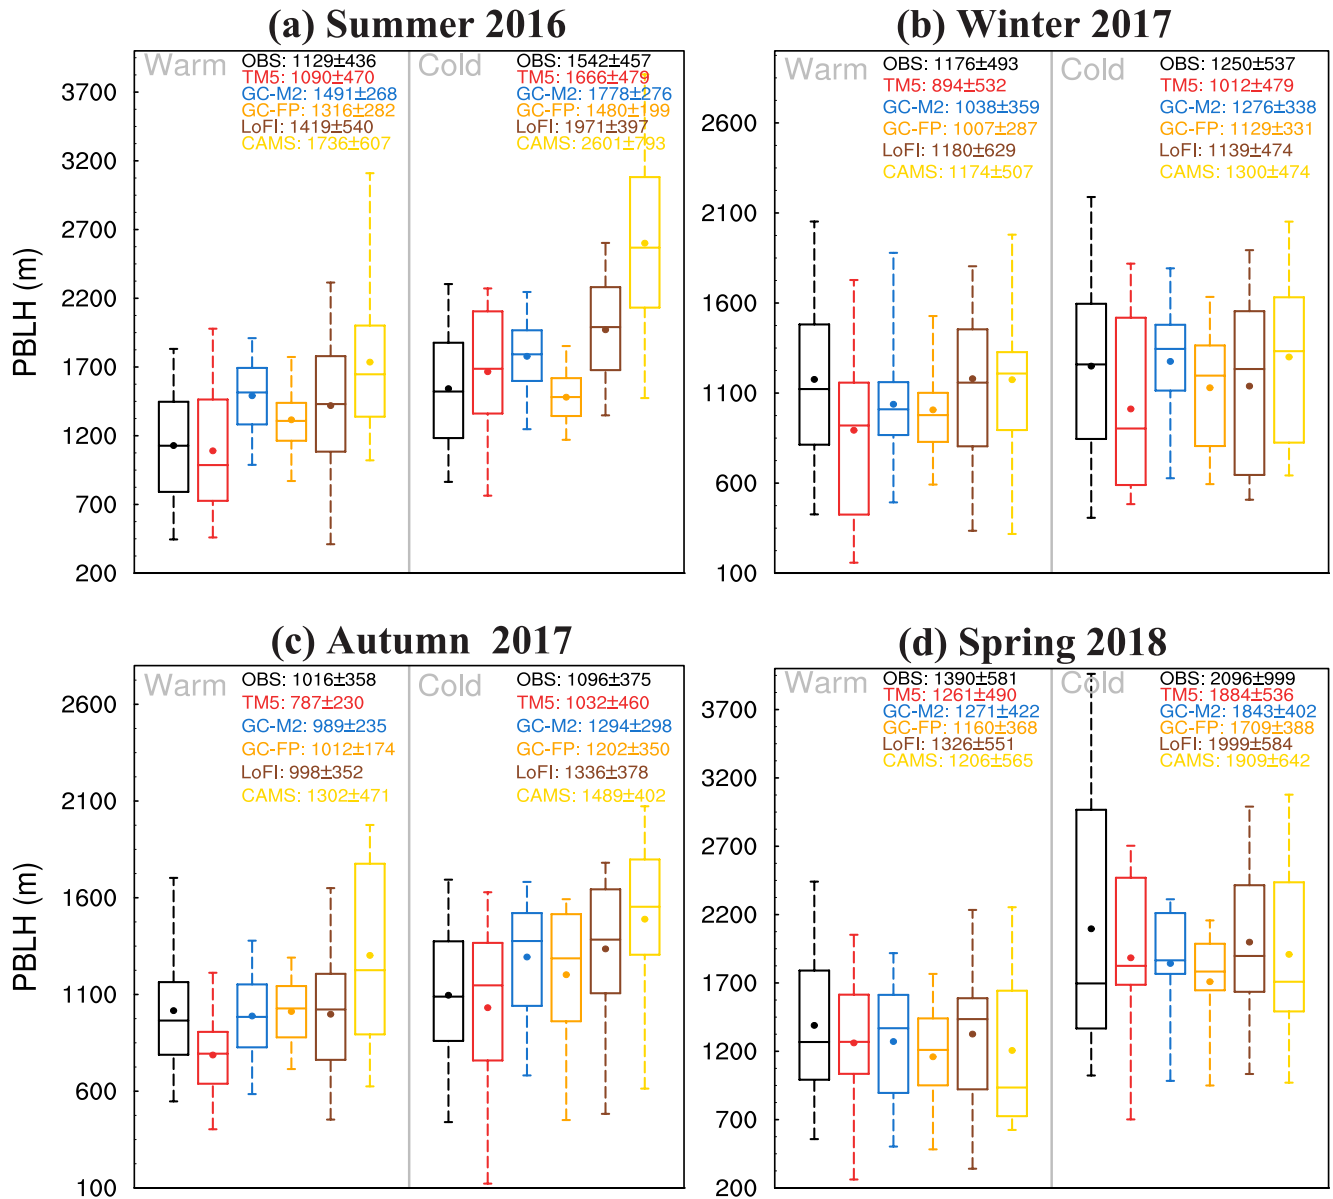 (a) Summer 2016
Warm
OBS: 1129±436
TM5: 1090±470
GC-M2: 1491±268
GC-FP: 1316±282
LoFI: 1419±540
CAMS: 1736±607
Cold
OBS: 1542±457
TM5: 1666±479
GC-M2: 1778±276
GC-FP: 1480±199
LoFI: 1971±397
CAMS: 2601±793
PBLH (m)
3700
3200
2700
2200
1700
1200
700
200
(b) Winter 2017
Warm
OBS: 1176±493
TM5: 894±532
GC-M2: 1038±359
GC-FP: 1007±287
LoFI: 1180±629
CAMS: 1174±507
Cold
OBS: 1250±537
TM5: 1012±479
GC-M2: 1276±338
GC-FP: 1129±331
LoFI: 1139±474
CAMS: 1300±474
2600
2100
1600
1100
600
100
(c) Autumn 2017
Warm
OBS: 1016±358
TM5: 787±230
GC-M2: 989±235
GC-FP: 1012±174
LoFI: 998±352
CAMS: 1302±471
Cold
OBS: 1096±375
TM5: 1032±460
GC-M2: 1294±298
GC-FP: 1202±350
LoFI: 1336±378
CAMS: 1489±402
PBLH (m)
2600
2100
1600
1100
600
100
(d) Spring 2018
Warm
OBS: 1390±581
TM5: 1261±490
GC-M2: 1271±422
GC-FP: 1160±368
LoFI: 1326±551
CAMS: 1206±565
Cold
OBS: 2096±999
TM5: 1884±536
GC-M2: 1843±402
GC-FP: 1709±388
LoFI: 1999±584
CAMS: 1909±642
3700
3200
2700
2200
1700
1200
700
200